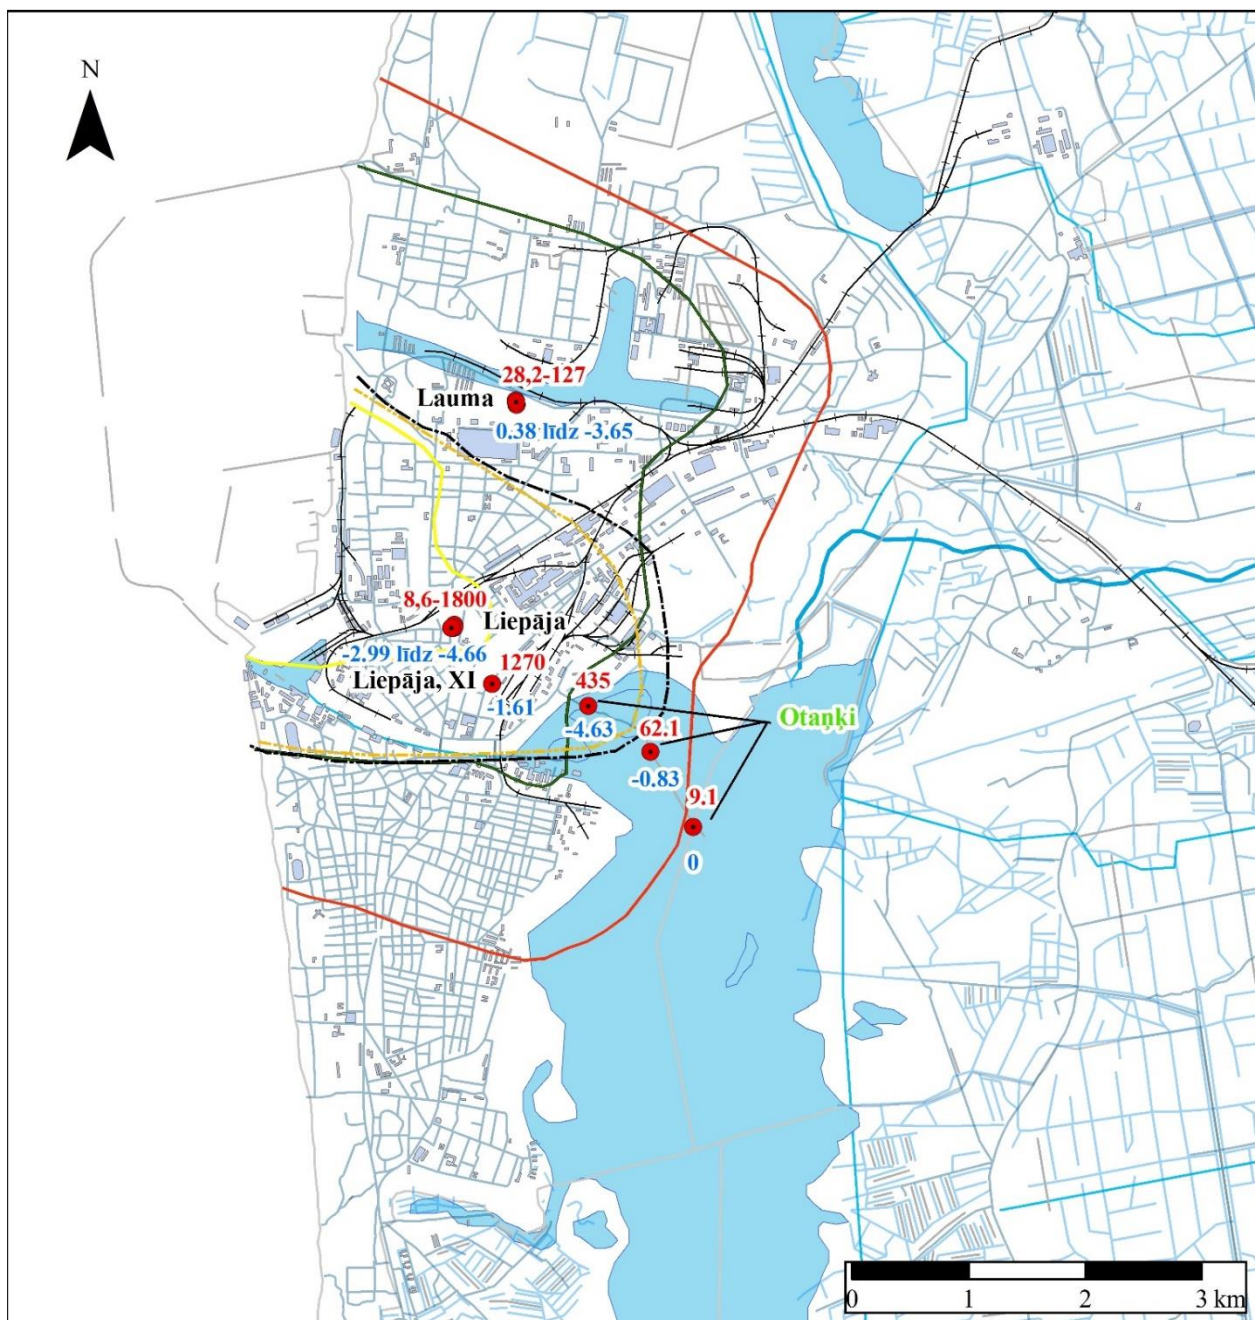 N
28,2-127
Lauma
0.38 līdz -3.65
8,6-1800
Liepāja
-2.99 līdz -4.66
1270
Liepāja, XI
-1.61
435
-4.63
Otaņķi
62.1
-0.83
9.1
0
0 1 2 3 km